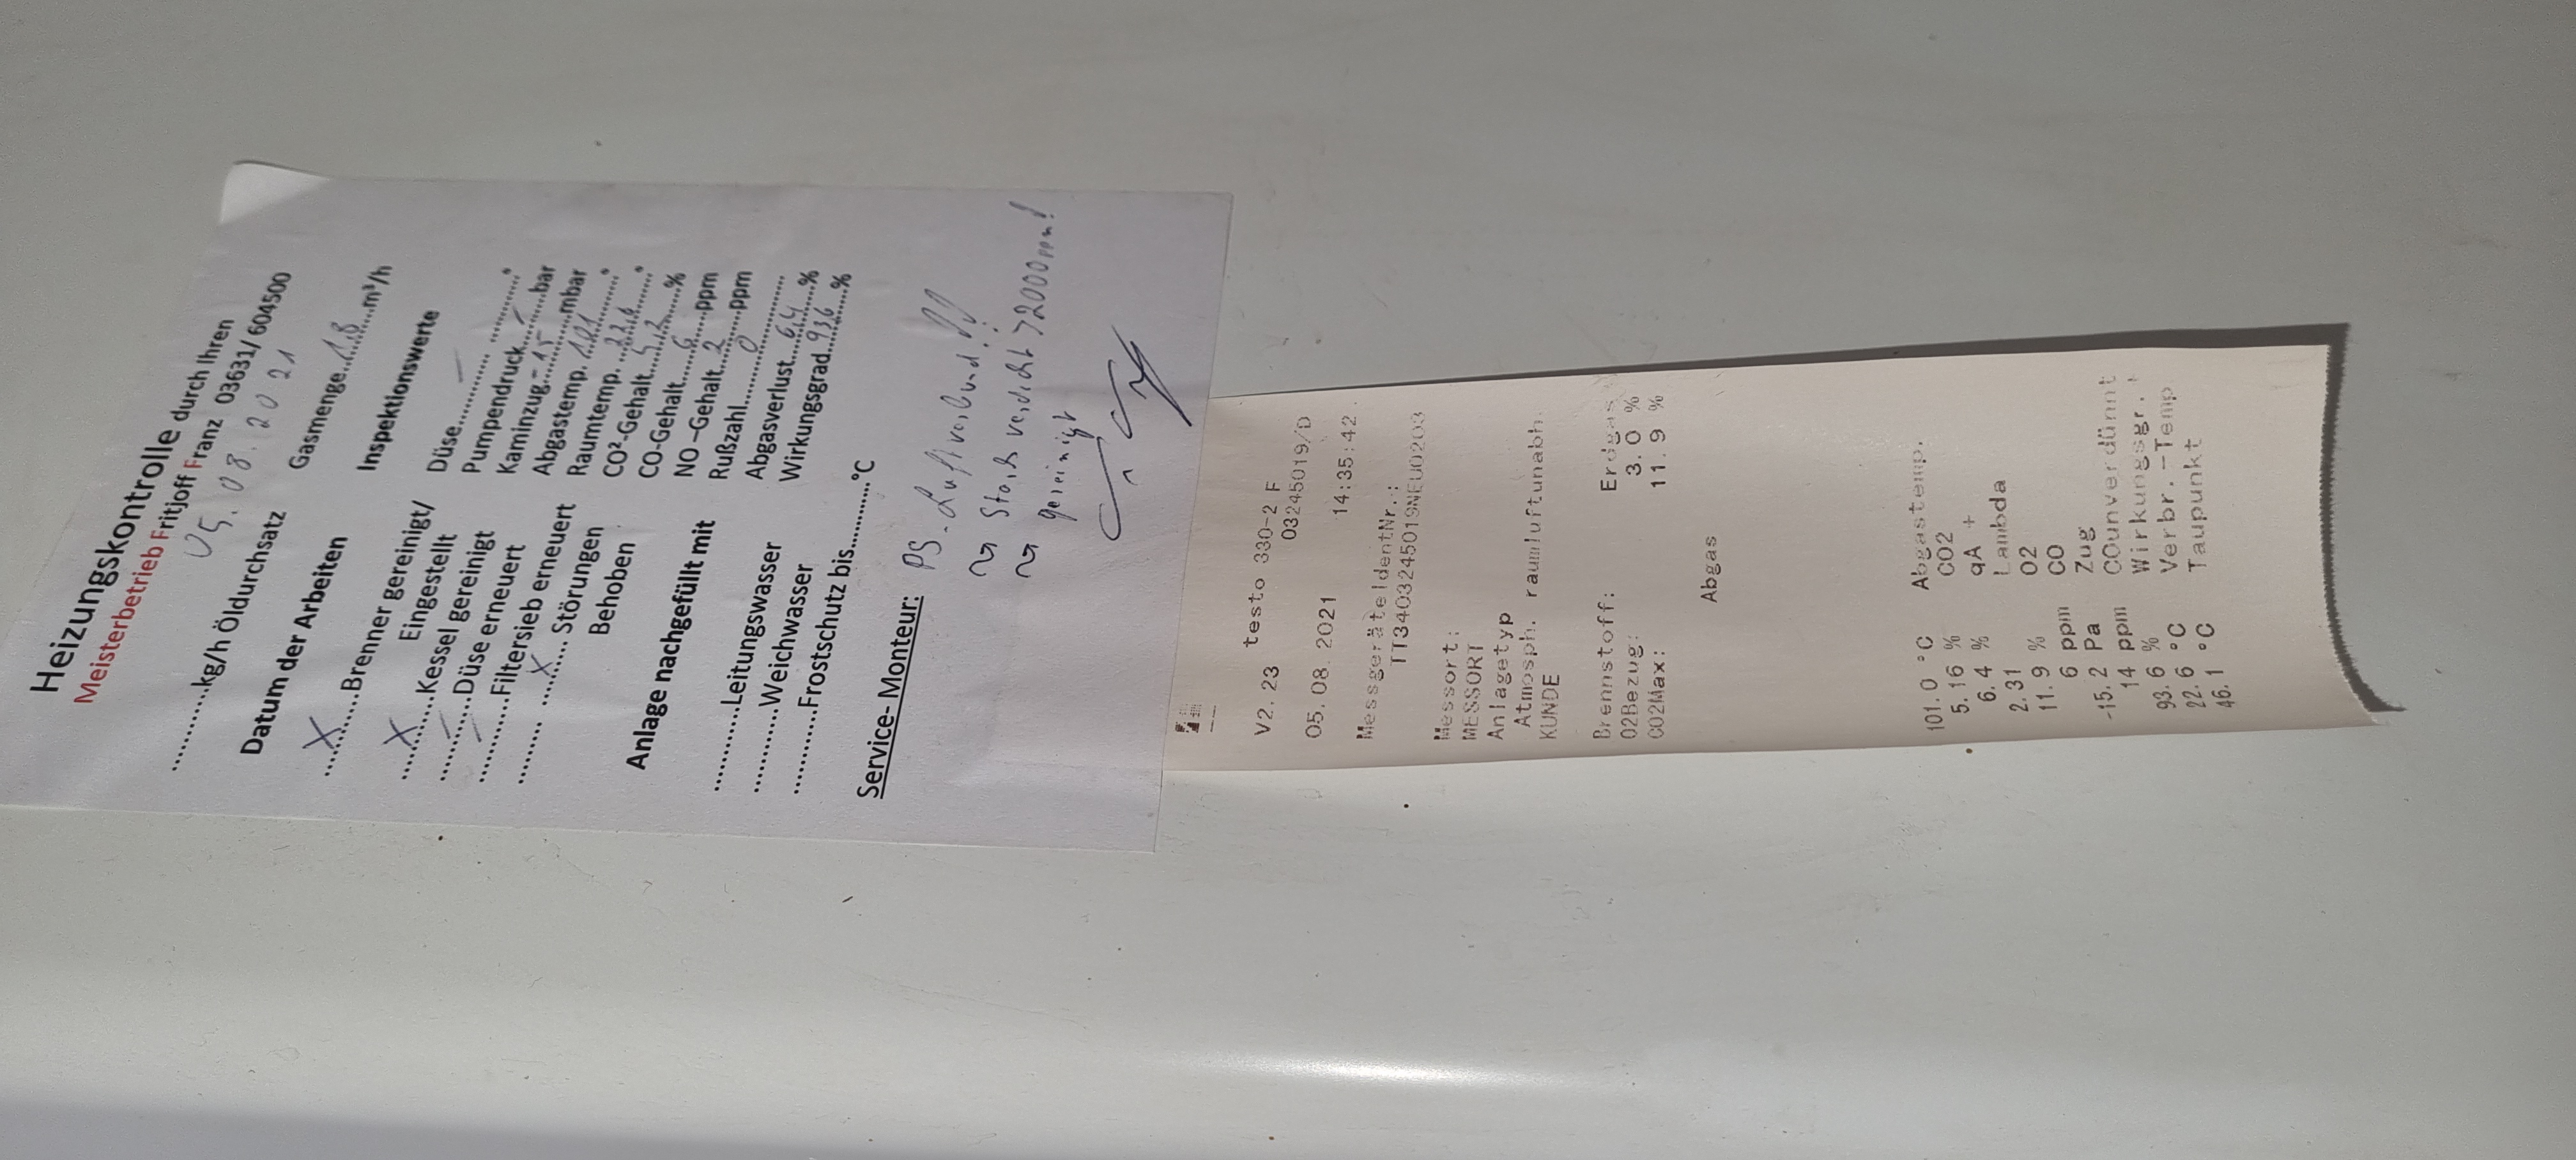 Heizungskontrolle durch Ihren
Meisterbetrieb Fritjoff Franz 03631/604500
05.08.2021
............kg/h Öldurchsatz
Gasmenge..1,8......m³/h
Datum der Arbeiten
Inspektionswerte
X Brenner gereinigt/
Eingestellt
X Kessel gereinigt
– Düse erneuert
– Filtersieb erneuert
X Störungen
Behoben
Düse............ –
Pumpendruck.... – ....bar
Kaminzug.-15......mbar
Abgastemp. 101.........°
Raumtemp. ..22,6......°
CO²-Gehalt....5,2....%
CO-Gehalt......6.....ppm
NO –Gehalt...2......ppm
Rußzahl........0..........
Abgasverlust...6,4....%
Wirkungsgrad..93,6...%
Anlage nachgefüllt mit
............Leitungswasser
............Weichwasser
............Frostschutz bis............°C
Service- Monteur: PS - Luftverbund!!!
stark
>2000ppm!
gereinigt
V2.23 testo 330-2 F
03245019/D
05.08.2021 14:35:42
MessgeräteIdentNr.:
TT3403245019NEU0203
Messort:
MESSORT
Anlagetyp
Atmosph. raumluftunabh.
KUNDE
Brennstoff: Erdgas
O2Bezug: 3.0 %
CO2Max: 11.9 %
Abgas
101.0 °C Abgastemp.
5.16 % CO2
6.4 % qA +
2.31 Lambda
11.9 % O2
6 ppm CO
-15.2 Pa Zug
14 ppm COunverdünnt
93.6 % Wirkungsgr.
22.6 °C Verbr.-Temp
46.1 °C Taupunkt